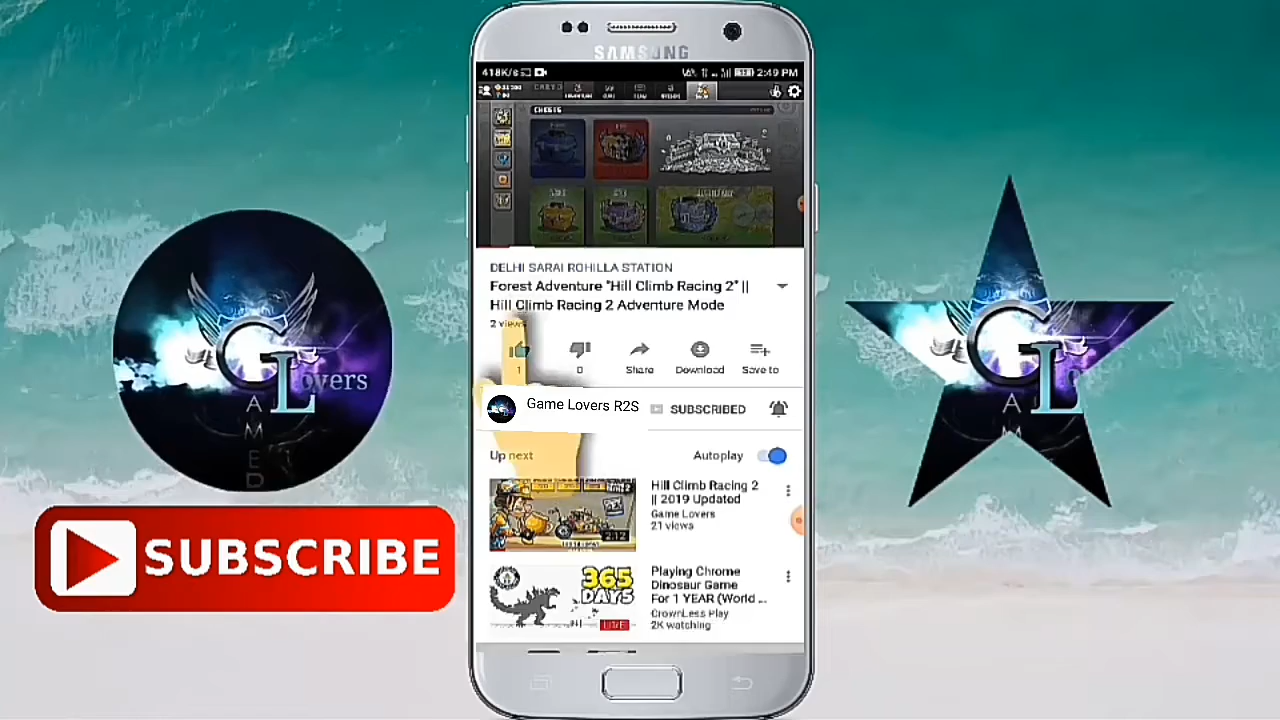 SAMSUNG
418K/s
2:49 PM
CHESTS
DELHI SARAI ROHILLA STATION
Forest Adventure "Hill Climb Racing 2" ||
Hill Climb Racing 2 Adventure Mode
2 views
1
0
Share
Download
Save to
Game Lovers R2S
SUBSCRIBED
Up next
Autoplay
Hill Climb Racing 2
|| 2019 Updated
Game Lovers
21 views
2:12
Playing Chrome
Dinosaur Game
For 1 YEAR (World ...
CrownLess Play
2K watching
365
DAYS
LIVE
G
Lovers
A
M
E
D
SUBSCRIBE
G
L
A
M